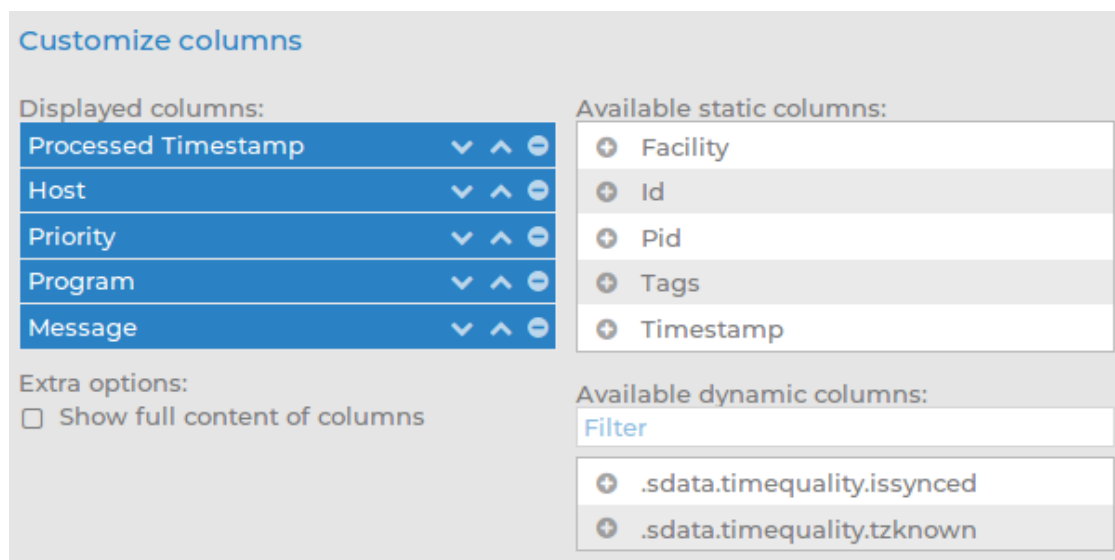 Customize columns
Displayed columns:
Processed Timestamp
Host
Priority
Program
Message
Extra options:
Show full content of columns
Available static columns:
Facility
Id
Pid
Tags
Timestamp
Available dynamic columns:
Filter
.sdata.timequality.issynced
.sdata.timequality.tzknown